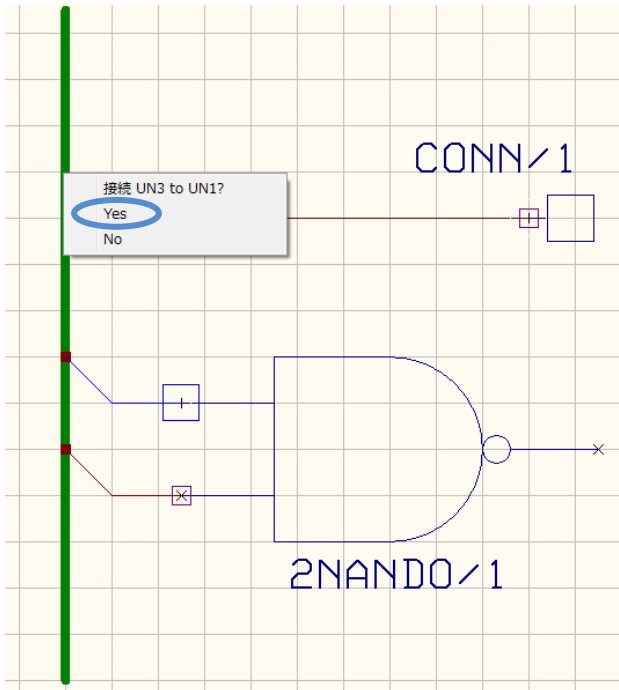 CONN/1
接続 UN3 to UN1?
Yes
No
2NANDO/1